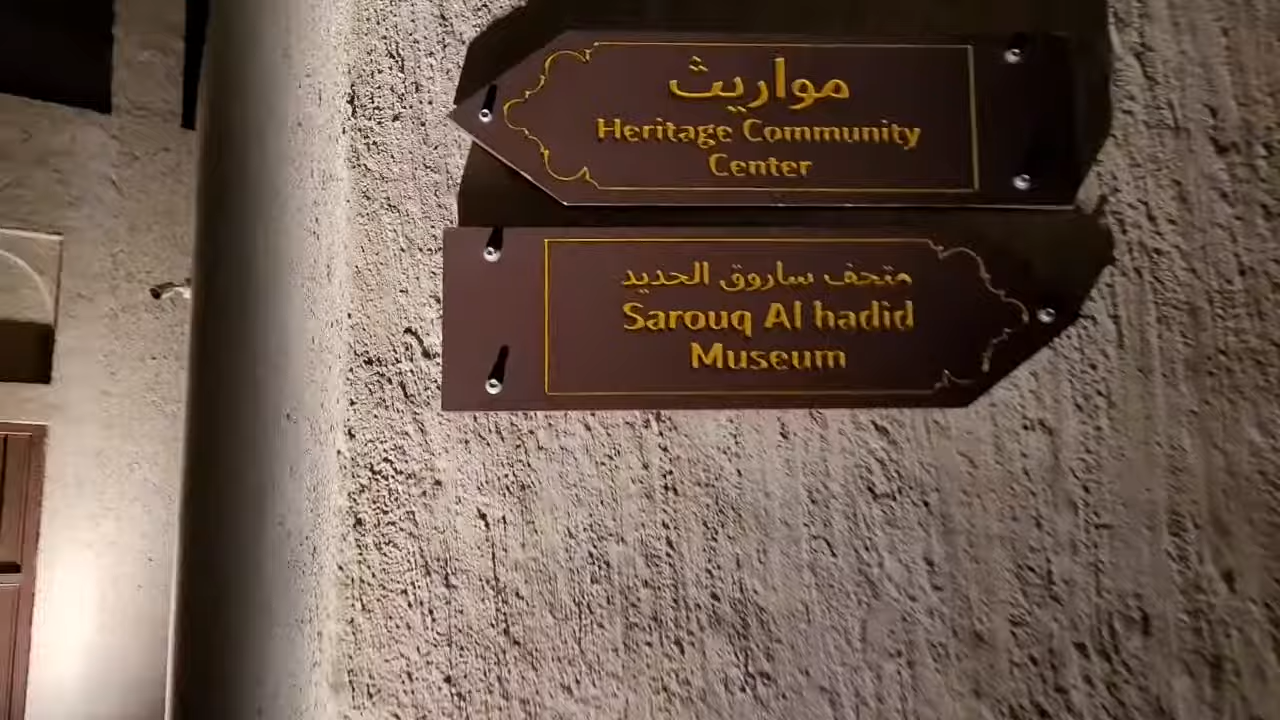 مواريث
Heritage Community
Center
متحف ساروق الحديد
Sarouq Al hadid
Museum